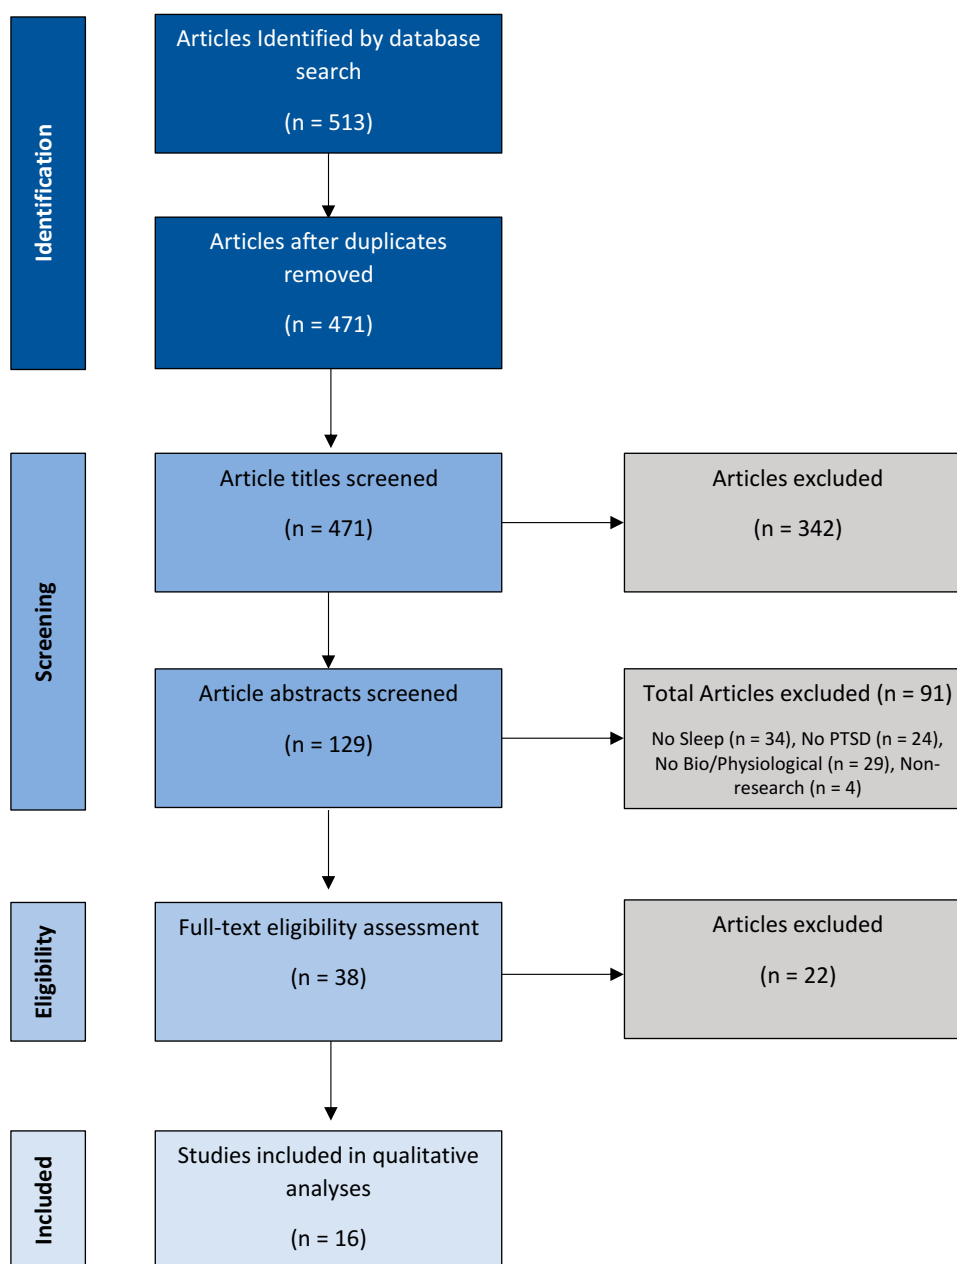 Identification
Articles Identified by database
search
(n = 513)
Articles after duplicates
removed
(n = 471)
Screening
Article titles screened
(n = 471)
Articles excluded
(n = 342)
Article abstracts screened
(n = 129)
Total Articles excluded (n = 91)
No Sleep (n = 34), No PTSD (n = 24),
No Bio/Physiological (n = 29), Non-
research (n = 4)
Eligibility
Full-text eligibility assessment
(n = 38)
Articles excluded
(n = 22)
Included
Studies included in qualitative
analyses
(n = 16)